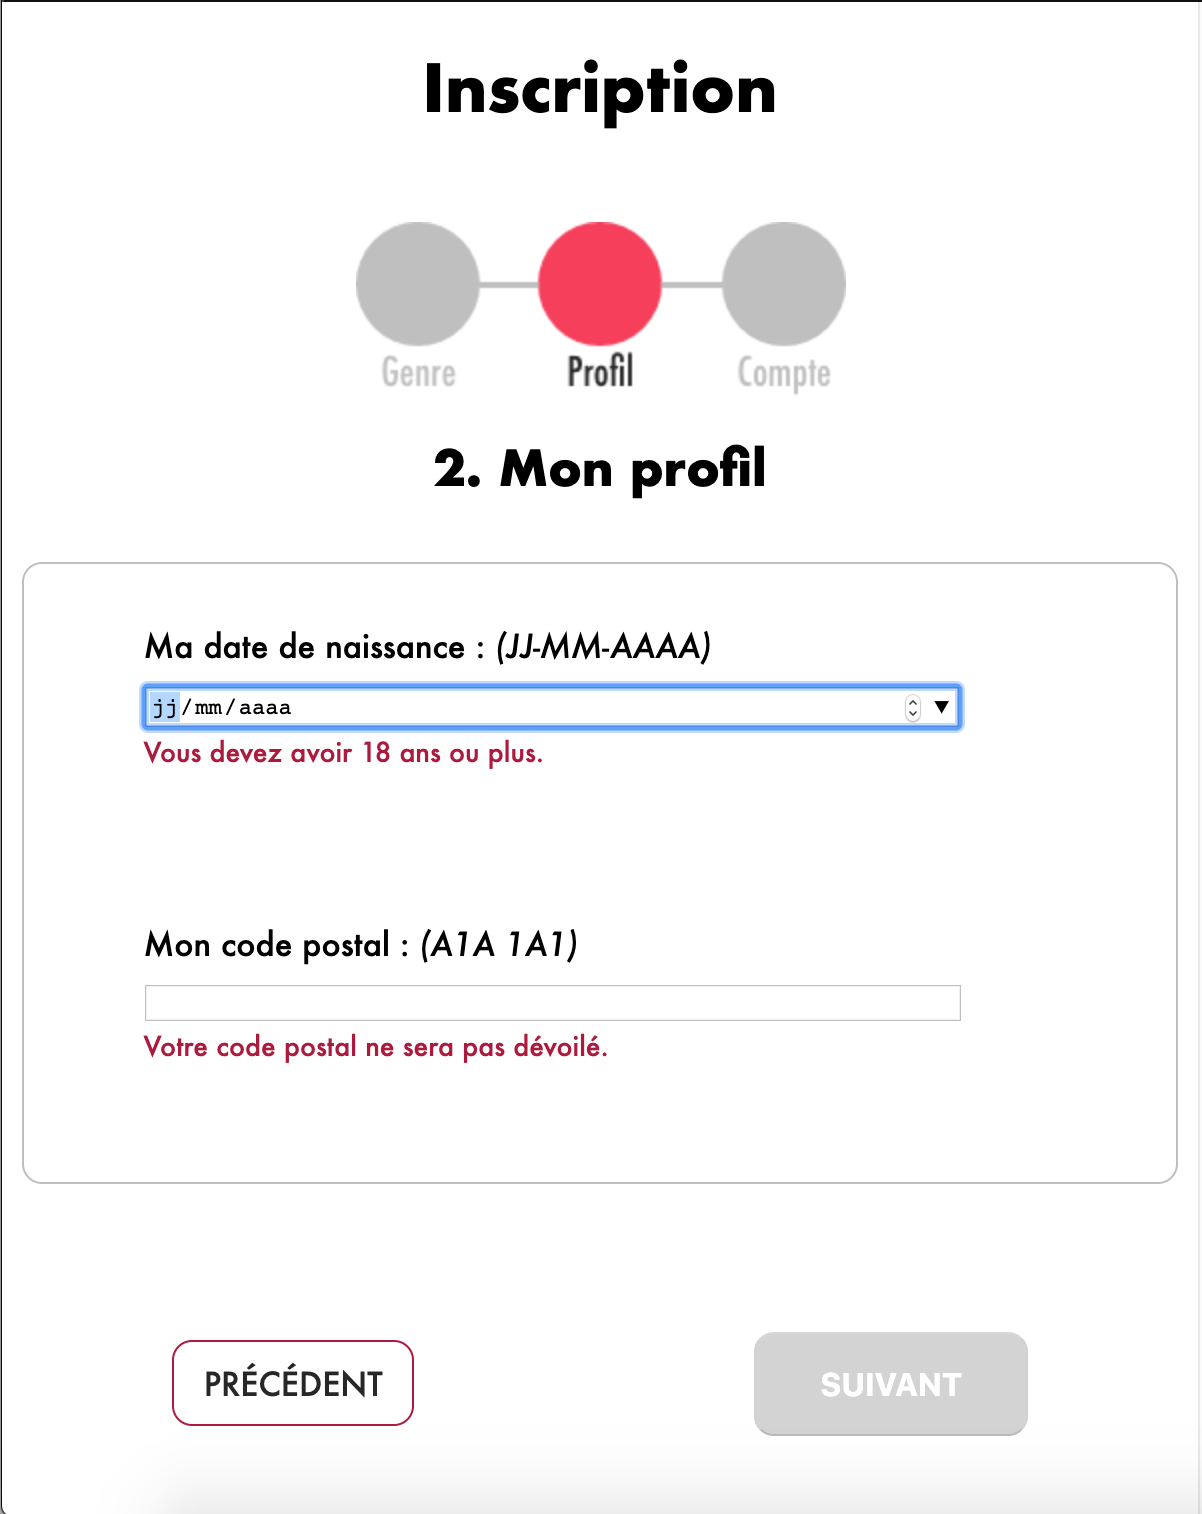 Inscription
Genre Profil Compte
2. Mon profil
Ma date de naissance : (JJ-MM-AAAA)
jj/mm/aaaa
Vous devez avoir 18 ans ou plus.
Mon code postal : (A1A 1A1)
Votre code postal ne sera pas dévoilé.
PRÉCÉDENT SUIVANT